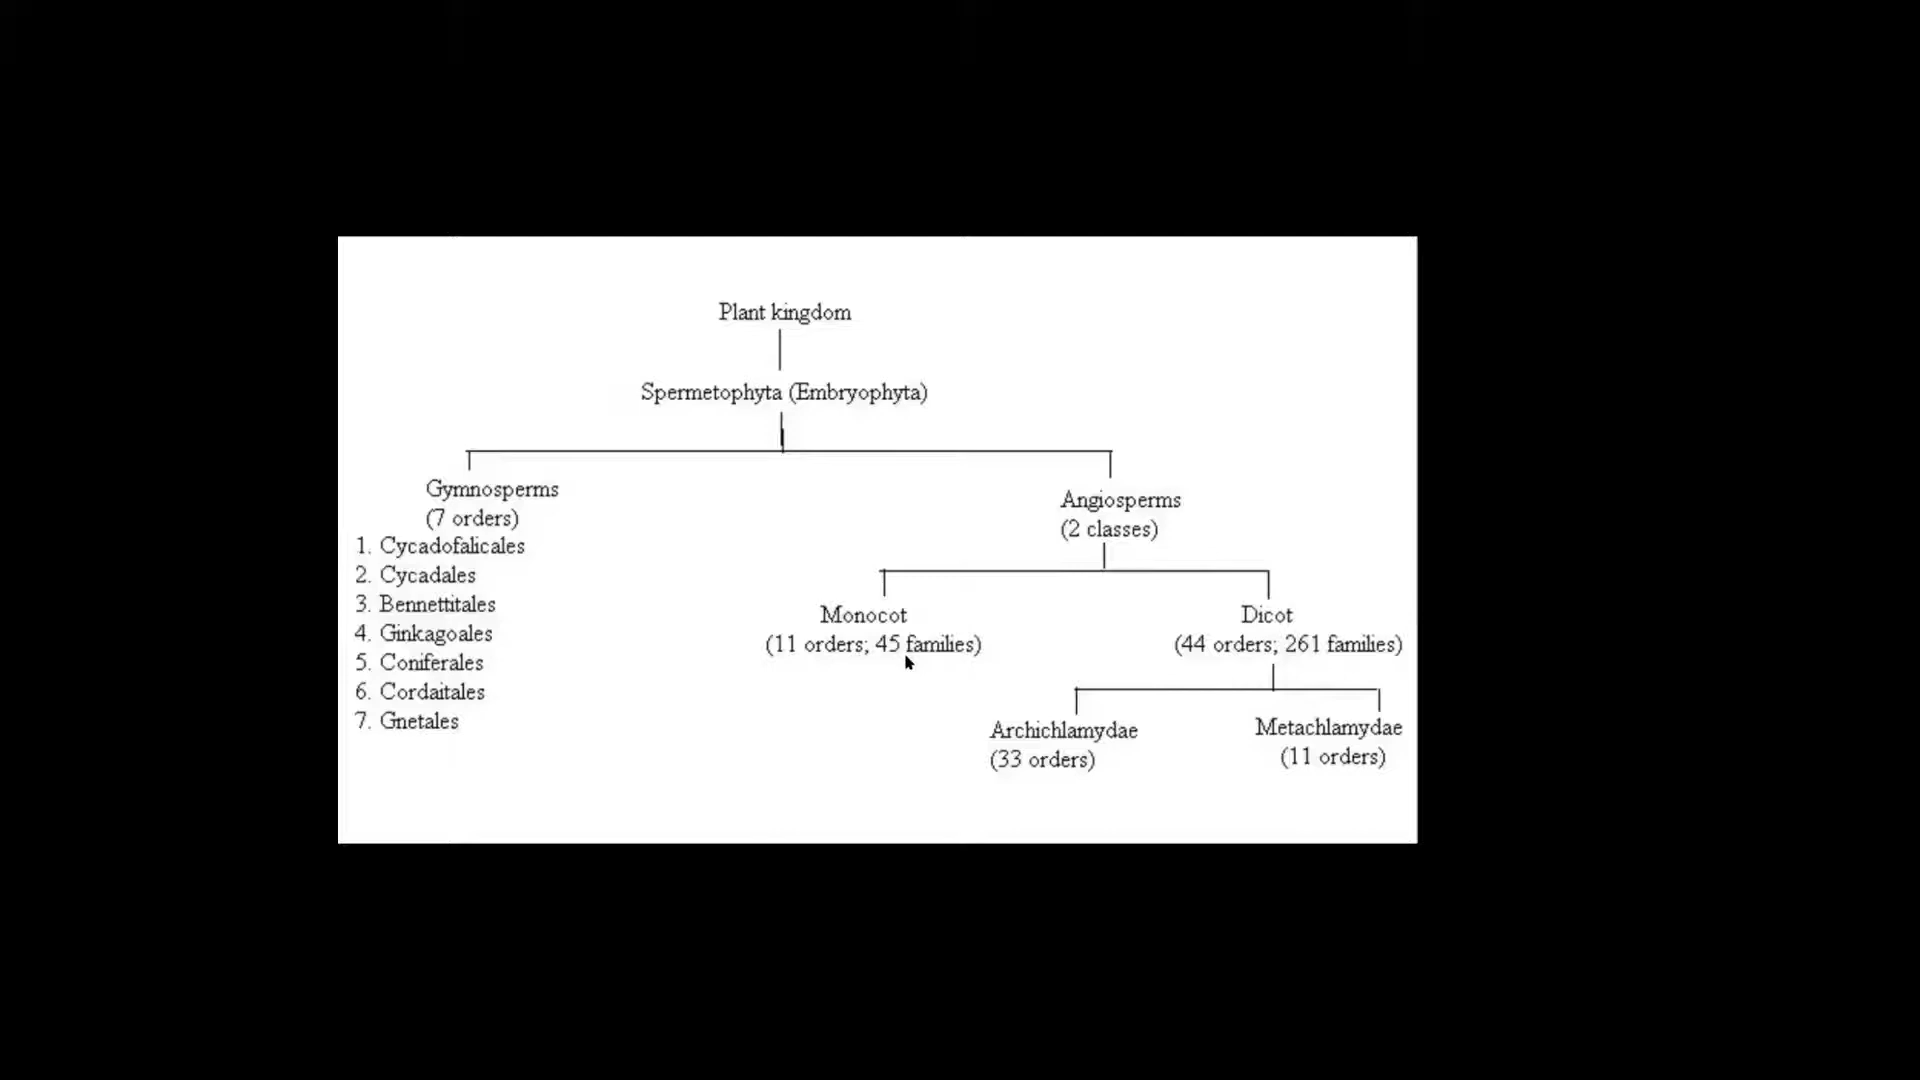 Plant kingdom
Spermetophyta (Embryophyta)
Gymnosperms
(7 orders)
1. Cycadofalicales
2. Cycadales
3. Bennettitales
4. Ginkagoales
5. Coniferales
6. Cordaitales
7. Gnetales
Angiosperms
(2 classes)
Monocot
(11 orders; 45 families)
Dicot
(44 orders; 261 families)
Archichlamydae
(33 orders)
Metachlamydae
(11 orders)